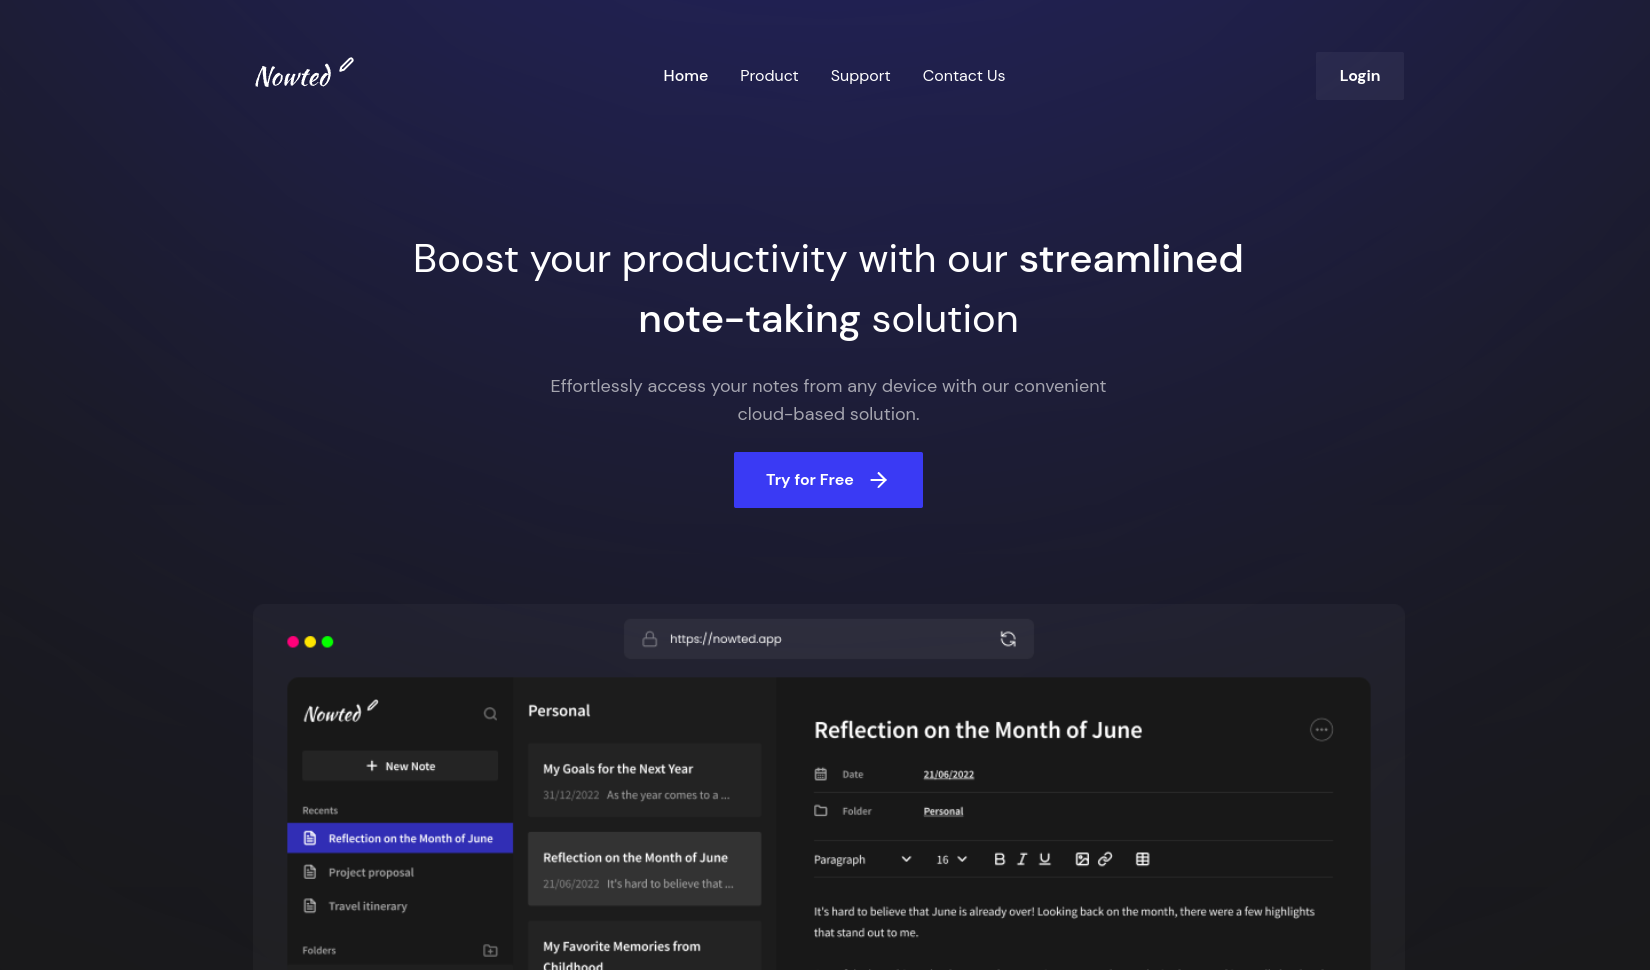 Nowted
Home Product Support Contact Us
Login
Boost your productivity with our streamlined
note-taking solution
Effortlessly access your notes from any device with our convenient
cloud-based solution.
Try for Free
https://nowted.app
Nowted
New Note
Recents
Reflection on the Month of June
Project proposal
Travel itinerary
Folders
Personal
My Goals for the Next Year
31/12/2022 As the year comes to a ...
Reflection on the Month of June
21/06/2022 It's hard to believe that ...
My Favorite Memories from
Childhood
Reflection on the Month of June
Date 21/06/2022
Folder Personal
Paragraph 16 B I U
It's hard to believe that June is already over! Looking back on the month, there were a few highlights
that stand out to me.